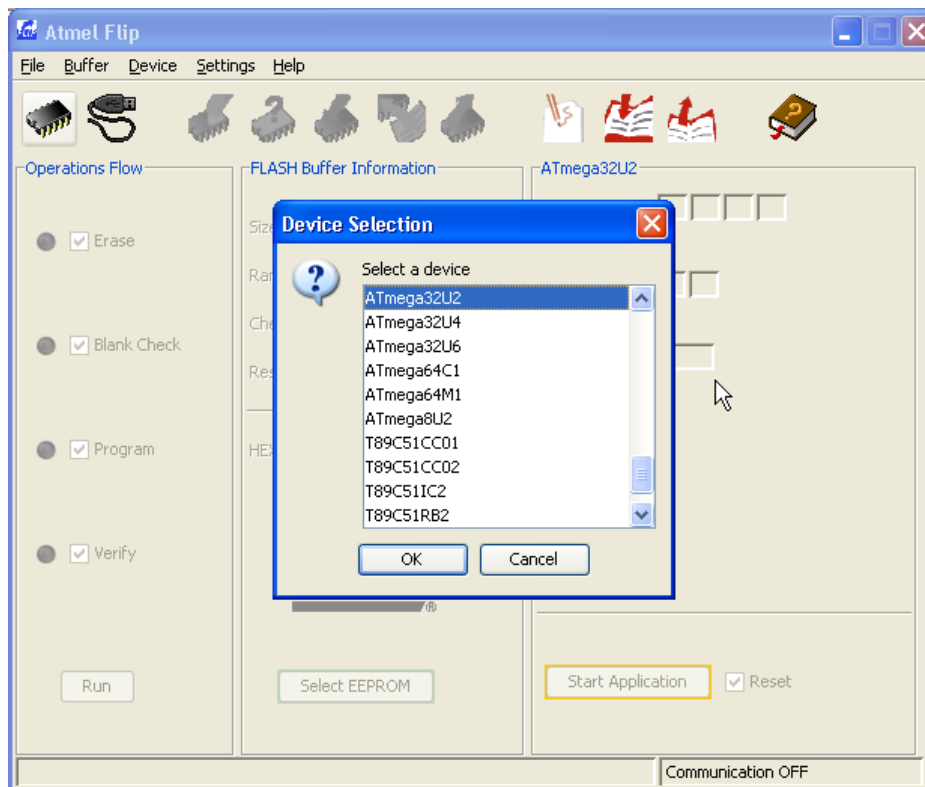 Atmel Flip
File Buffer Device Settings Help
Operations Flow
FLASH Buffer Information
ATmega32U2
Erase
Blank Check
Program
Verify
Run
Device Selection
Select a device
ATmega32U2
ATmega32U4
ATmega32U6
ATmega64C1
ATmega64M1
ATmega8U2
T89C51CC01
T89C51CC02
T89C51IC2
T89C51RB2
OK Cancel
®
Select EEPROM
Start Application
Reset
Communication OFF